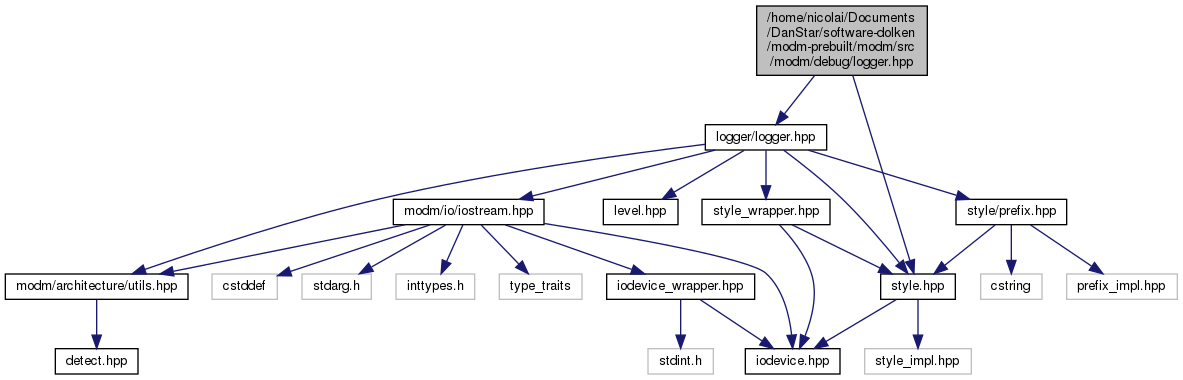 /home/nicolai/Documents
/DanStar/software-dolken
/modm-prebuilt/modm/src
/modm/debug/logger.hpp
logger/logger.hpp
modm/io/iostream.hpp
level.hpp
style_wrapper.hpp
style/prefix.hpp
modm/architecture/utils.hpp
cstddef
stdarg.h
inttypes.h
type_traits
iodevice_wrapper.hpp
style.hpp
cstring
prefix_impl.hpp
detect.hpp
stdint.h
iodevice.hpp
style_impl.hpp